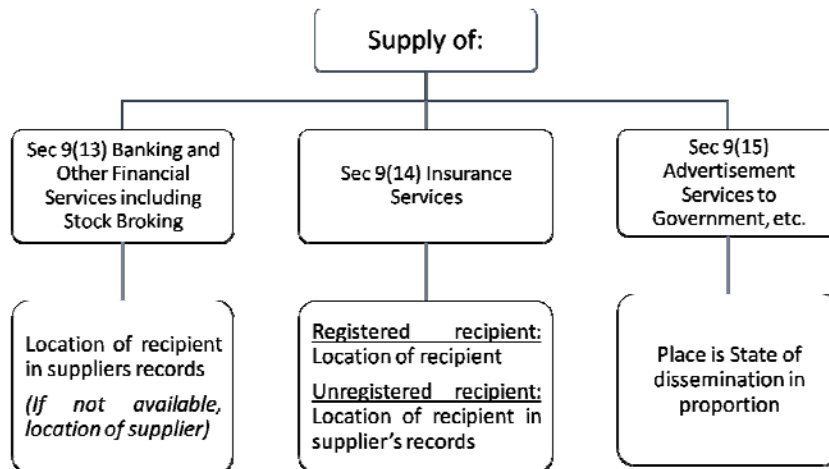 Supply of:
Sec 9(13) Banking and
Other Financial
Services including
Stock Broking
Sec 9(14) Insurance
Services
Sec 9(15)
Advertisement
Services to
Government, etc.
Location of recipient
in suppliers records
(If not available,
location of supplier)
Registered recipient:
Location of recipient
Unregistered recipient:
Location of recipient in
supplier's records
Place is State of
dissemination in
proportion